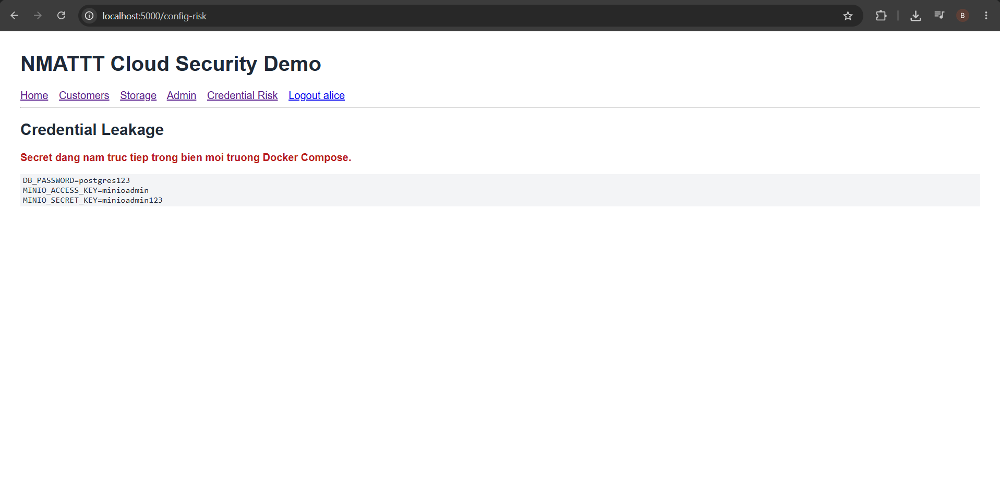 localhost:5000/config-risk
B
NMATTT Cloud Security Demo
Home Customers Storage Admin Credential Risk Logout alice
Credential Leakage
Secret dang nam truc tiep trong bien moi truong Docker Compose.
DB_PASSWORD=postgres123
MINIO_ACCESS_KEY=minioadmin
MINIO_SECRET_KEY=minioadmin123